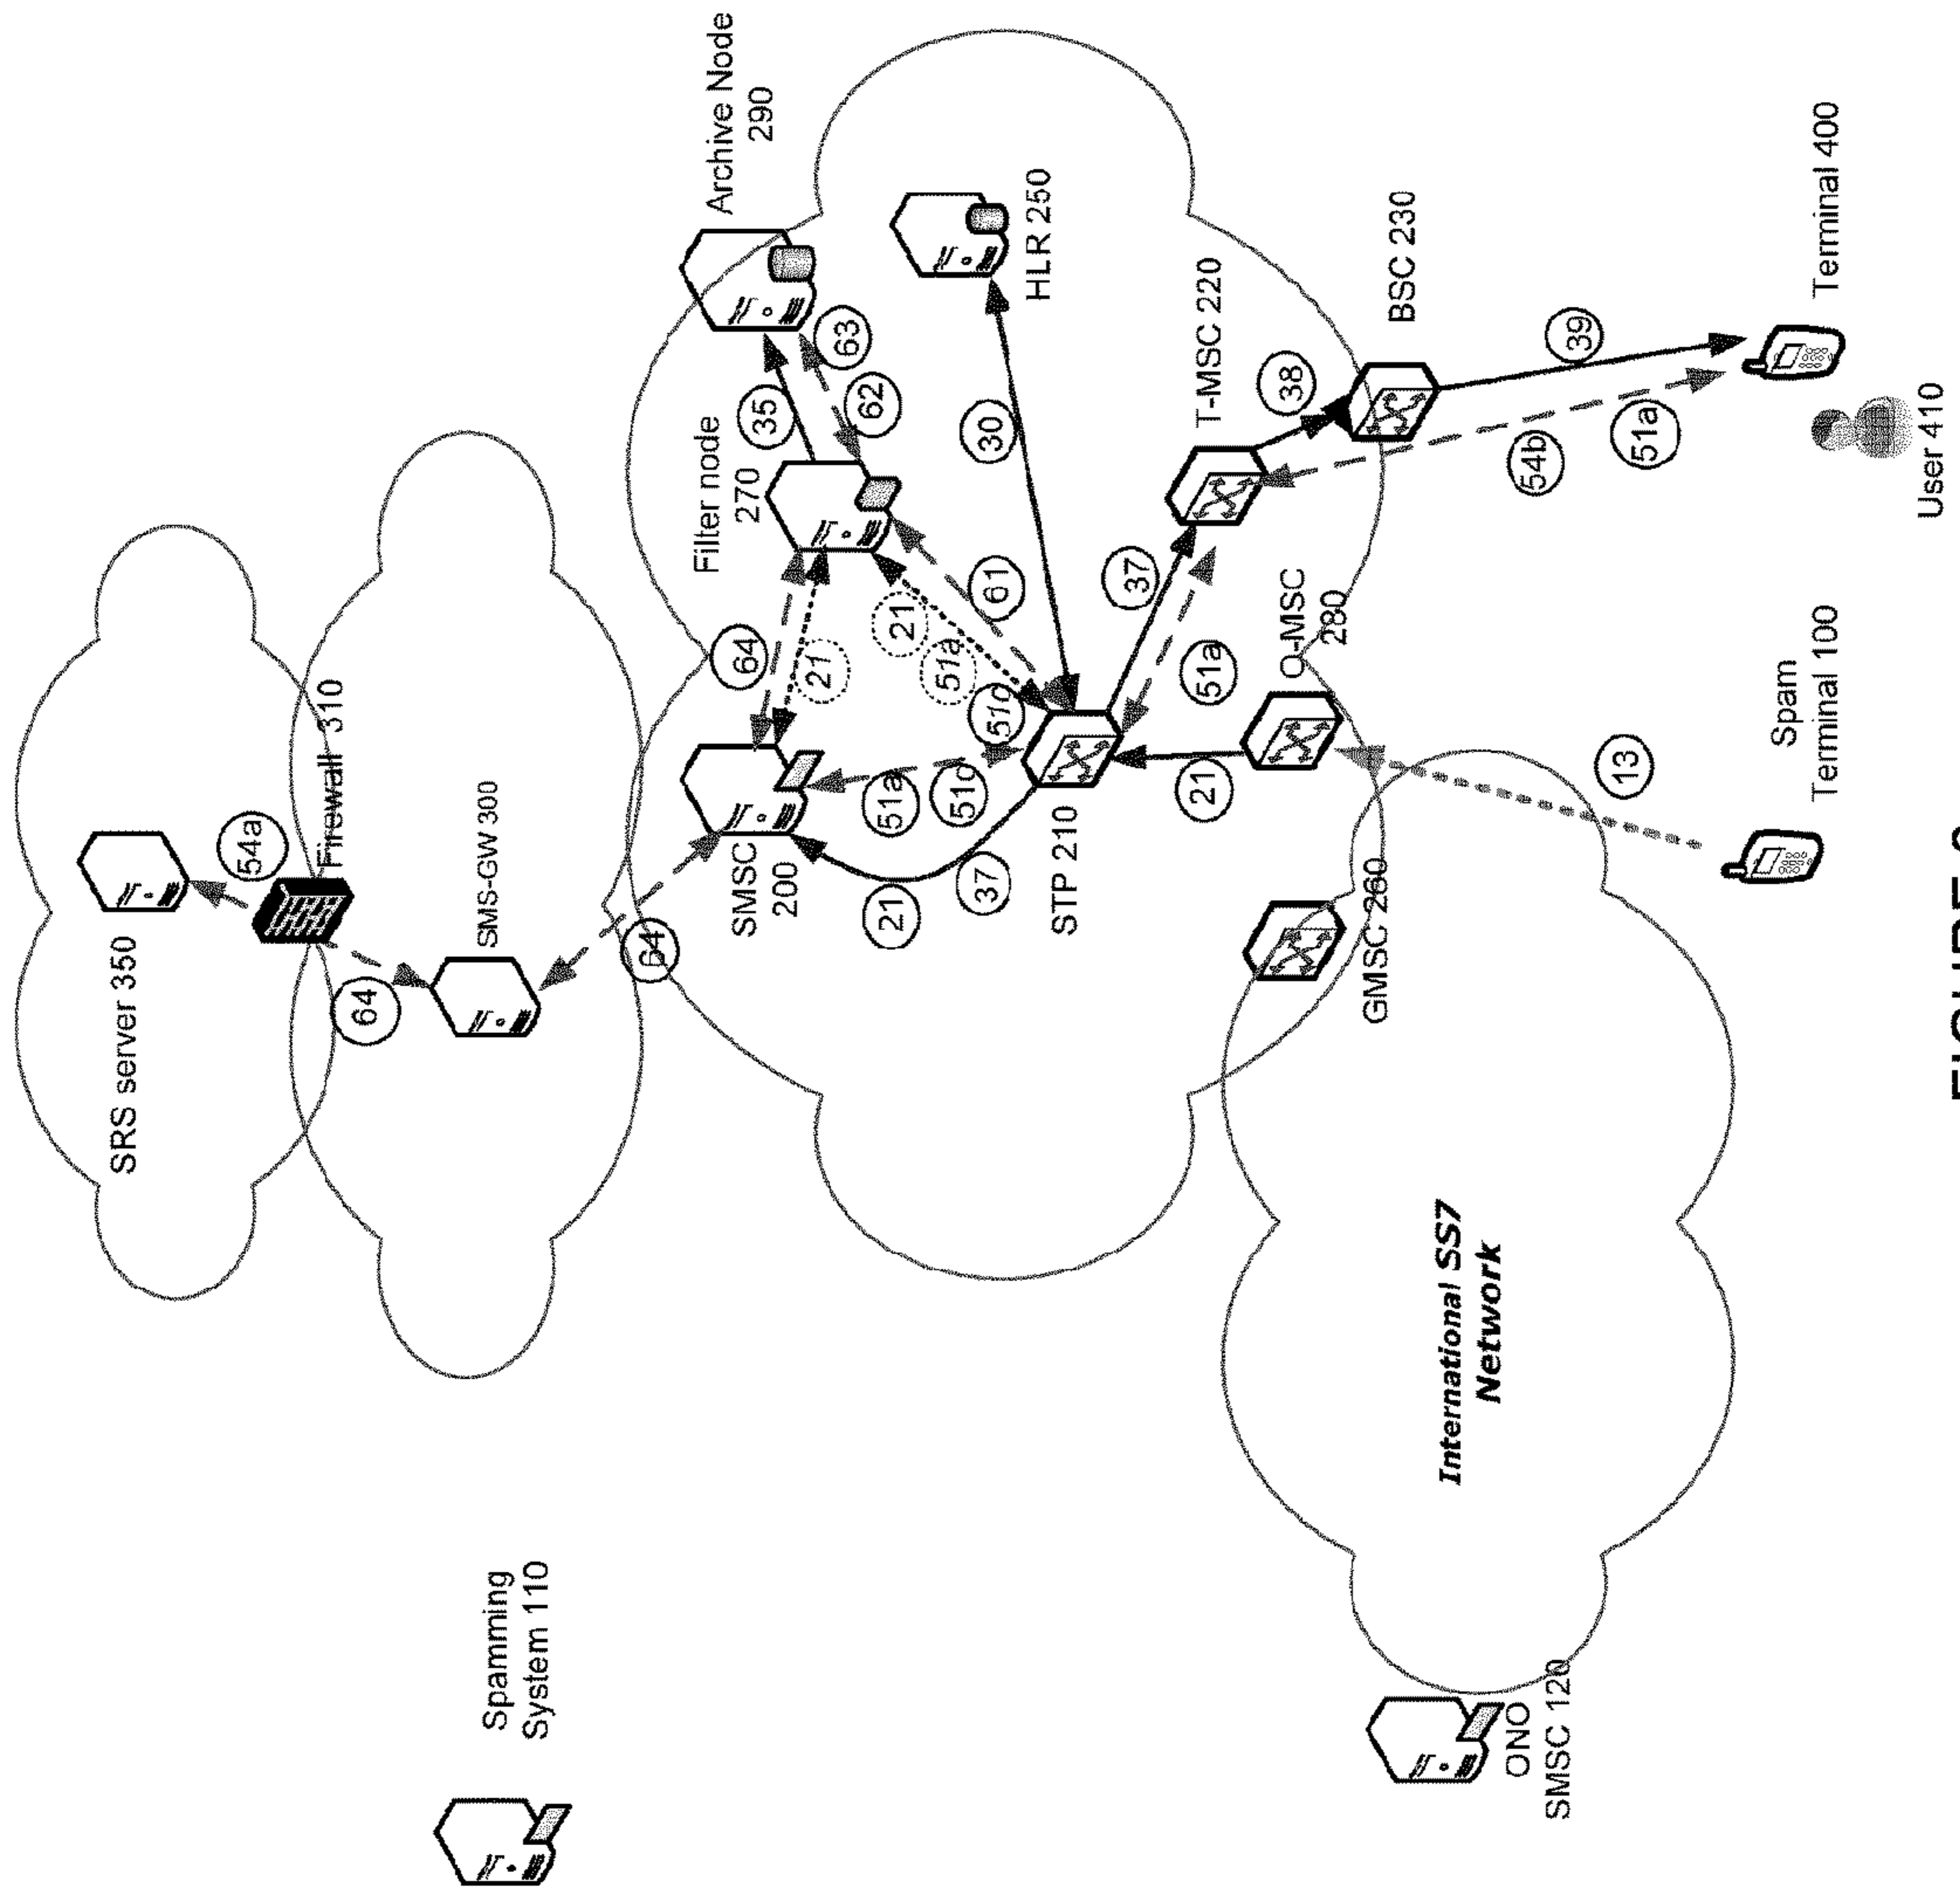 SRS server 350
54a
Firewall 310
64
SMS-GW 300
Spamming
System 110
64
SMSC
200
64
21
Filter node
270
35
62
63
Archive Node
290
21
37
51a
51c
51c
51a
21
61
30
HLR 250
STP 210
21
51a
37
T-MSC 220
38
O-MSC
280
GMSC 260
BSC 230
International SS7
Network
ONO
SMSC 120
13
54b
51a
39
Spam
Terminal 100
Terminal 400
User 410
FIGURE